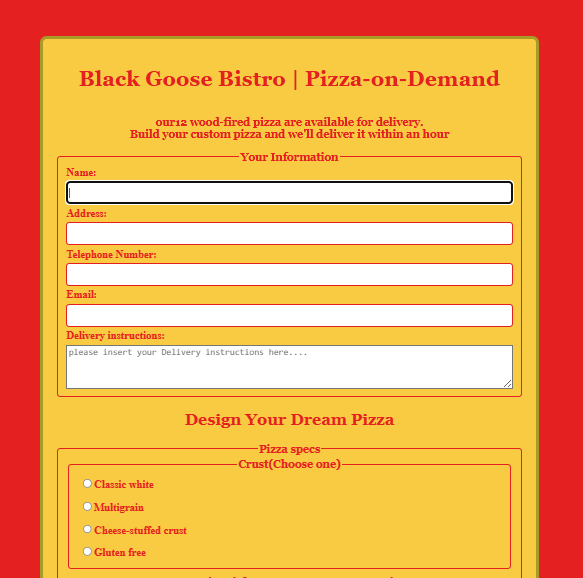 Black Goose Bistro | Pizza-on-Demand
our12 wood-fired pizza are available for delivery.
Build your custom pizza and we'll deliver it within an hour
Your Information
Name:
Address:
Telephone Number:
Email:
Delivery instructions:
please insert your Delivery instructions here....
Design Your Dream Pizza
Pizza specs
Crust(Choose one)
Classic white
Multigrain
Cheese-stuffed crust
Gluten free